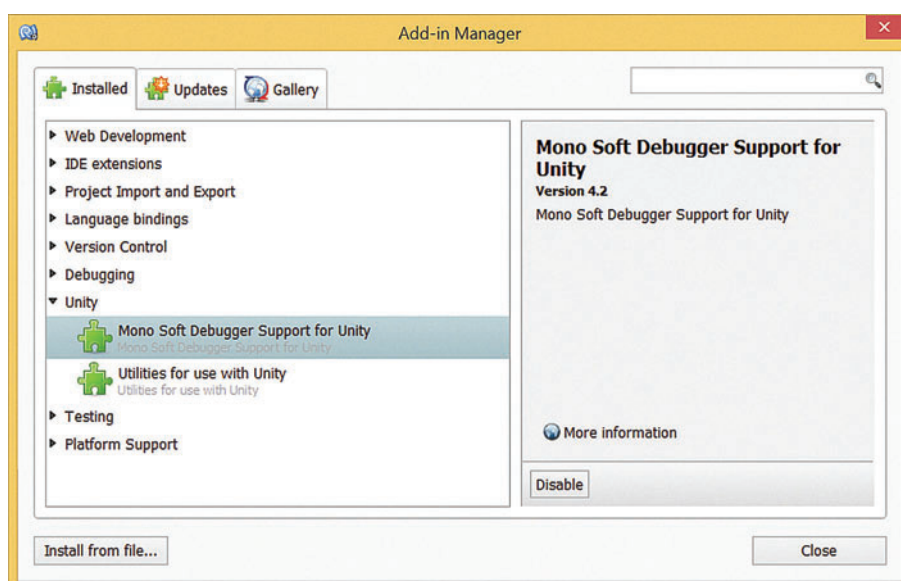 Add-in Manager
Installed
Updates
Gallery
Web Development
IDE extensions
Project Import and Export
Language bindings
Version Control
Debugging
Unity
Mono Soft Debugger Support for Unity
Mono Soft Debugger Support for Unity
Utilities for use with Unity
Utilities for use with Unity
Testing
Platform Support
Mono Soft Debugger Support for
Unity
Version 4.2
Mono Soft Debugger Support for Unity
More information
Disable
Install from file...
Close